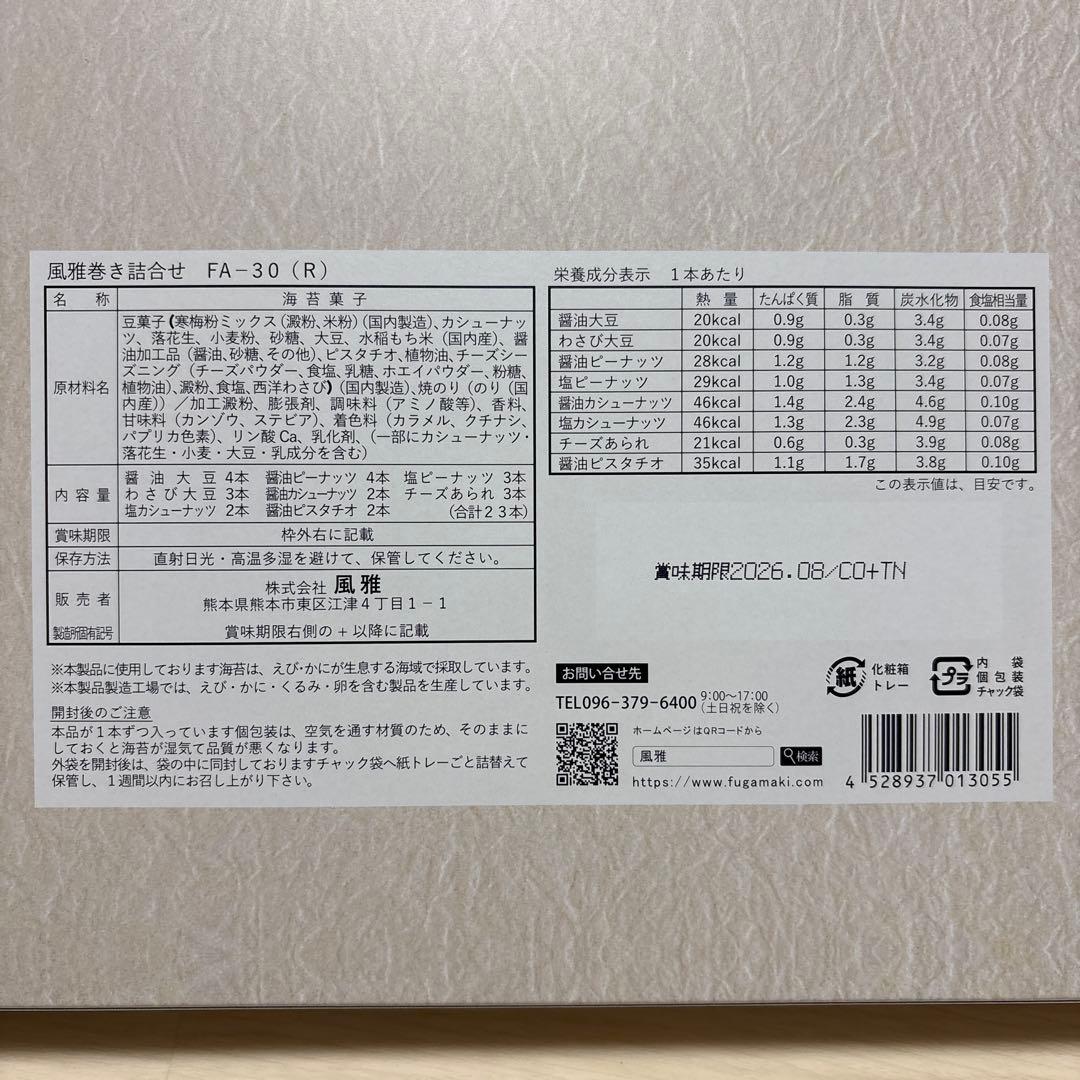 風雅巻き詰合せ FA-30(R)
名 称 海苔菓子
原材料名
豆菓子(寒梅粉ミックス(澱粉、米粉)(国内製造)、カシューナッ
ツ、落花生、小麦粉、砂糖、大豆、水稲もち米(国内産)、醤
油加工品(醤油、砂糖、その他)、ピスタチオ、植物油、チーズシー
ズニング(チーズパウダー、食塩、乳糖、ホエイパウダー、粉糖、
植物油)、澱粉、食塩、西洋わさび)(国内製造)、焼のり(のり(国
内産))/加工澱粉、膨張剤、調味料(アミノ酸等)、香料、
甘味料(カンゾウ、ステビア)、着色料(カラメル、クチナシ、
パプリカ色素)、リン酸Ca、乳化剤、(一部にカシューナッツ・
落花生・小麦・大豆・乳成分を含む)
内容量
醤油大豆 4本 醤油ピーナッツ 4本 塩ピーナッツ 3本
わさび大豆 3本 醤油カシューナッツ 2本 チーズあられ 3本
塩カシューナッツ 2本 醤油ピスタチオ 2本 (合計23本)
賞味期限 枠外右に記載
保存方法 直射日光・高温多湿を避けて、保管してください。
販売者
株式会社 風雅
熊本県熊本市東区江津4丁目1-1
製造所固有記号 賞味期限右側の+以降に記載
※本製品に使用しております海苔は、えび・かにが生息する海域で採取しています。
※本製品製造工場では、えび・かに・くるみ・卵を含む製品を生産しています。
開封後のご注意
本品が1本ずつ入っています個包装は、空気を通す材質のため、そのままに
しておくと海苔が湿気て品質が悪くなります。
外袋を開封後は、袋の中に同封しておりますチャック袋へ紙トレーごと詰替えて
保管し、1週間以内にお召し上がり下さい。
栄養成分表示 1本あたり
熱量 たんぱく質 脂質 炭水化物 食塩相当量
醤油大豆 20kcal 0.9g 0.3g 3.4g 0.08g
わさび大豆 20kcal 0.9g 0.3g 3.4g 0.07g
醤油ピーナッツ 28kcal 1.2g 1.2g 3.2g 0.08g
塩ピーナッツ 29kcal 1.0g 1.3g 3.4g 0.07g
醤油カシューナッツ 46kcal 1.4g 2.4g 4.6g 0.10g
塩カシューナッツ 46kcal 1.3g 2.3g 4.9g 0.07g
チーズあられ 21kcal 0.6g 0.3g 3.9g 0.08g
醤油ピスタチオ 35kcal 1.1g 1.7g 3.8g 0.10g
この表示値は、目安です。
賞味期限2026.08/CO+TN
お問い合せ先
TEL096-379-6400 9:00〜17:00
(土日祝を除く)
紙 化粧箱
トレー
プラ 内袋
個包装
チャック袋
ホームページはQRコードから
風雅 検索
https://www.fugamaki.com
4 528937 013055